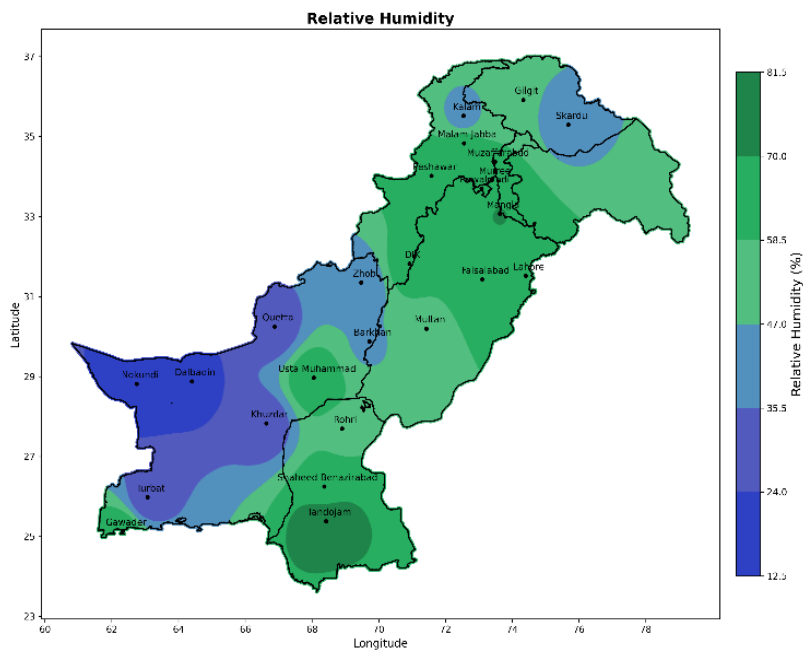 Relative Humidity
37
35
33
31
29
27
25
23
Latitude
60
62
64
66
68
70
72
74
76
78
Longitude
Gilgit
Kalam
Skardu
Malam Jabba
Muzaffarabad
Peshawar
Murree
Mangla
DIK
Zhob
Faisalabad
Lahore
Quetta
Barkhan
Multan
Nokundi
Dalbadin
Usta Muhammad
Khuzdar
Rohri
Turbat
Shaheed Benazirabad
Gawader
Tandojam
81.5
70.0
58.5
47.0
35.5
24.0
12.5
Relative Humidity (%)